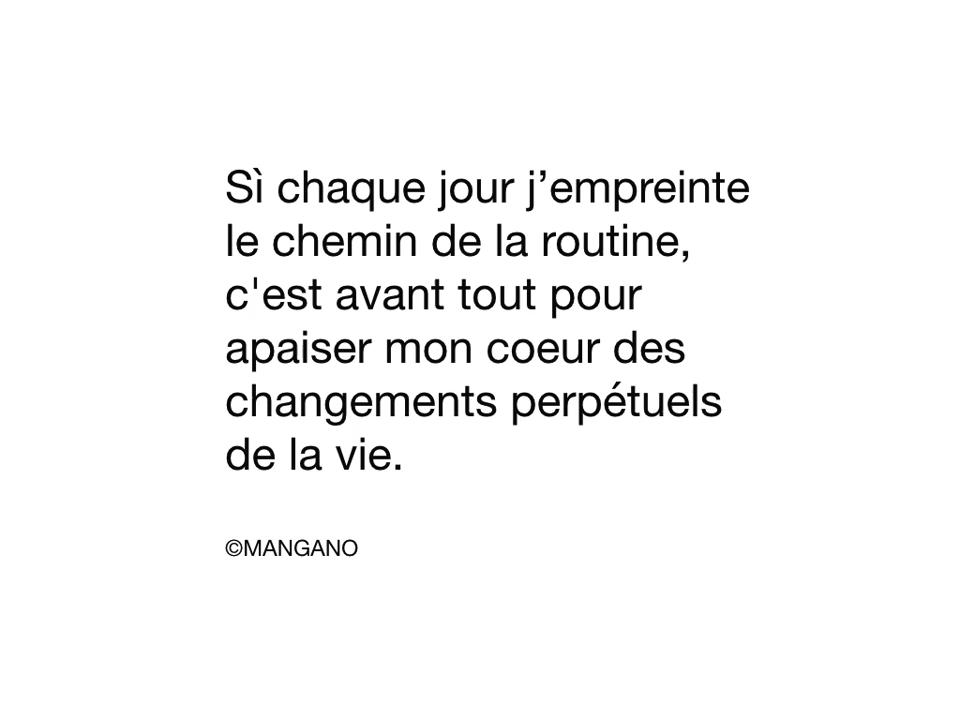 Sì chaque jour j’empreinte
le chemin de la routine,
c'est avant tout pour
apaiser mon coeur des
changements perpétuels
de la vie.
©MANGANO